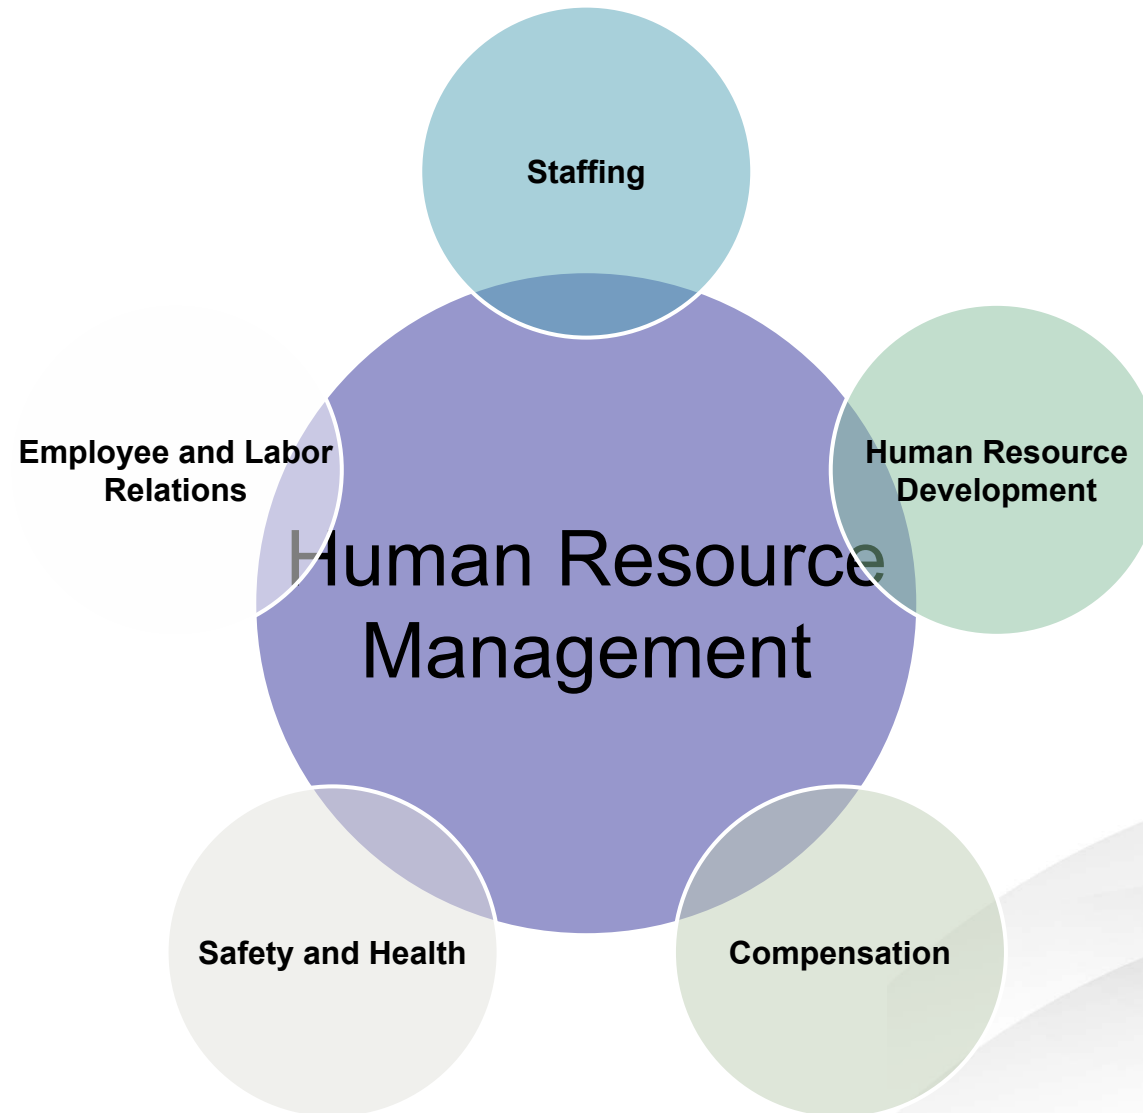 Staffing
Employee and Labor
Relations
Human Resource
Development
Human Resource
Management
Safety and Health
Compensation